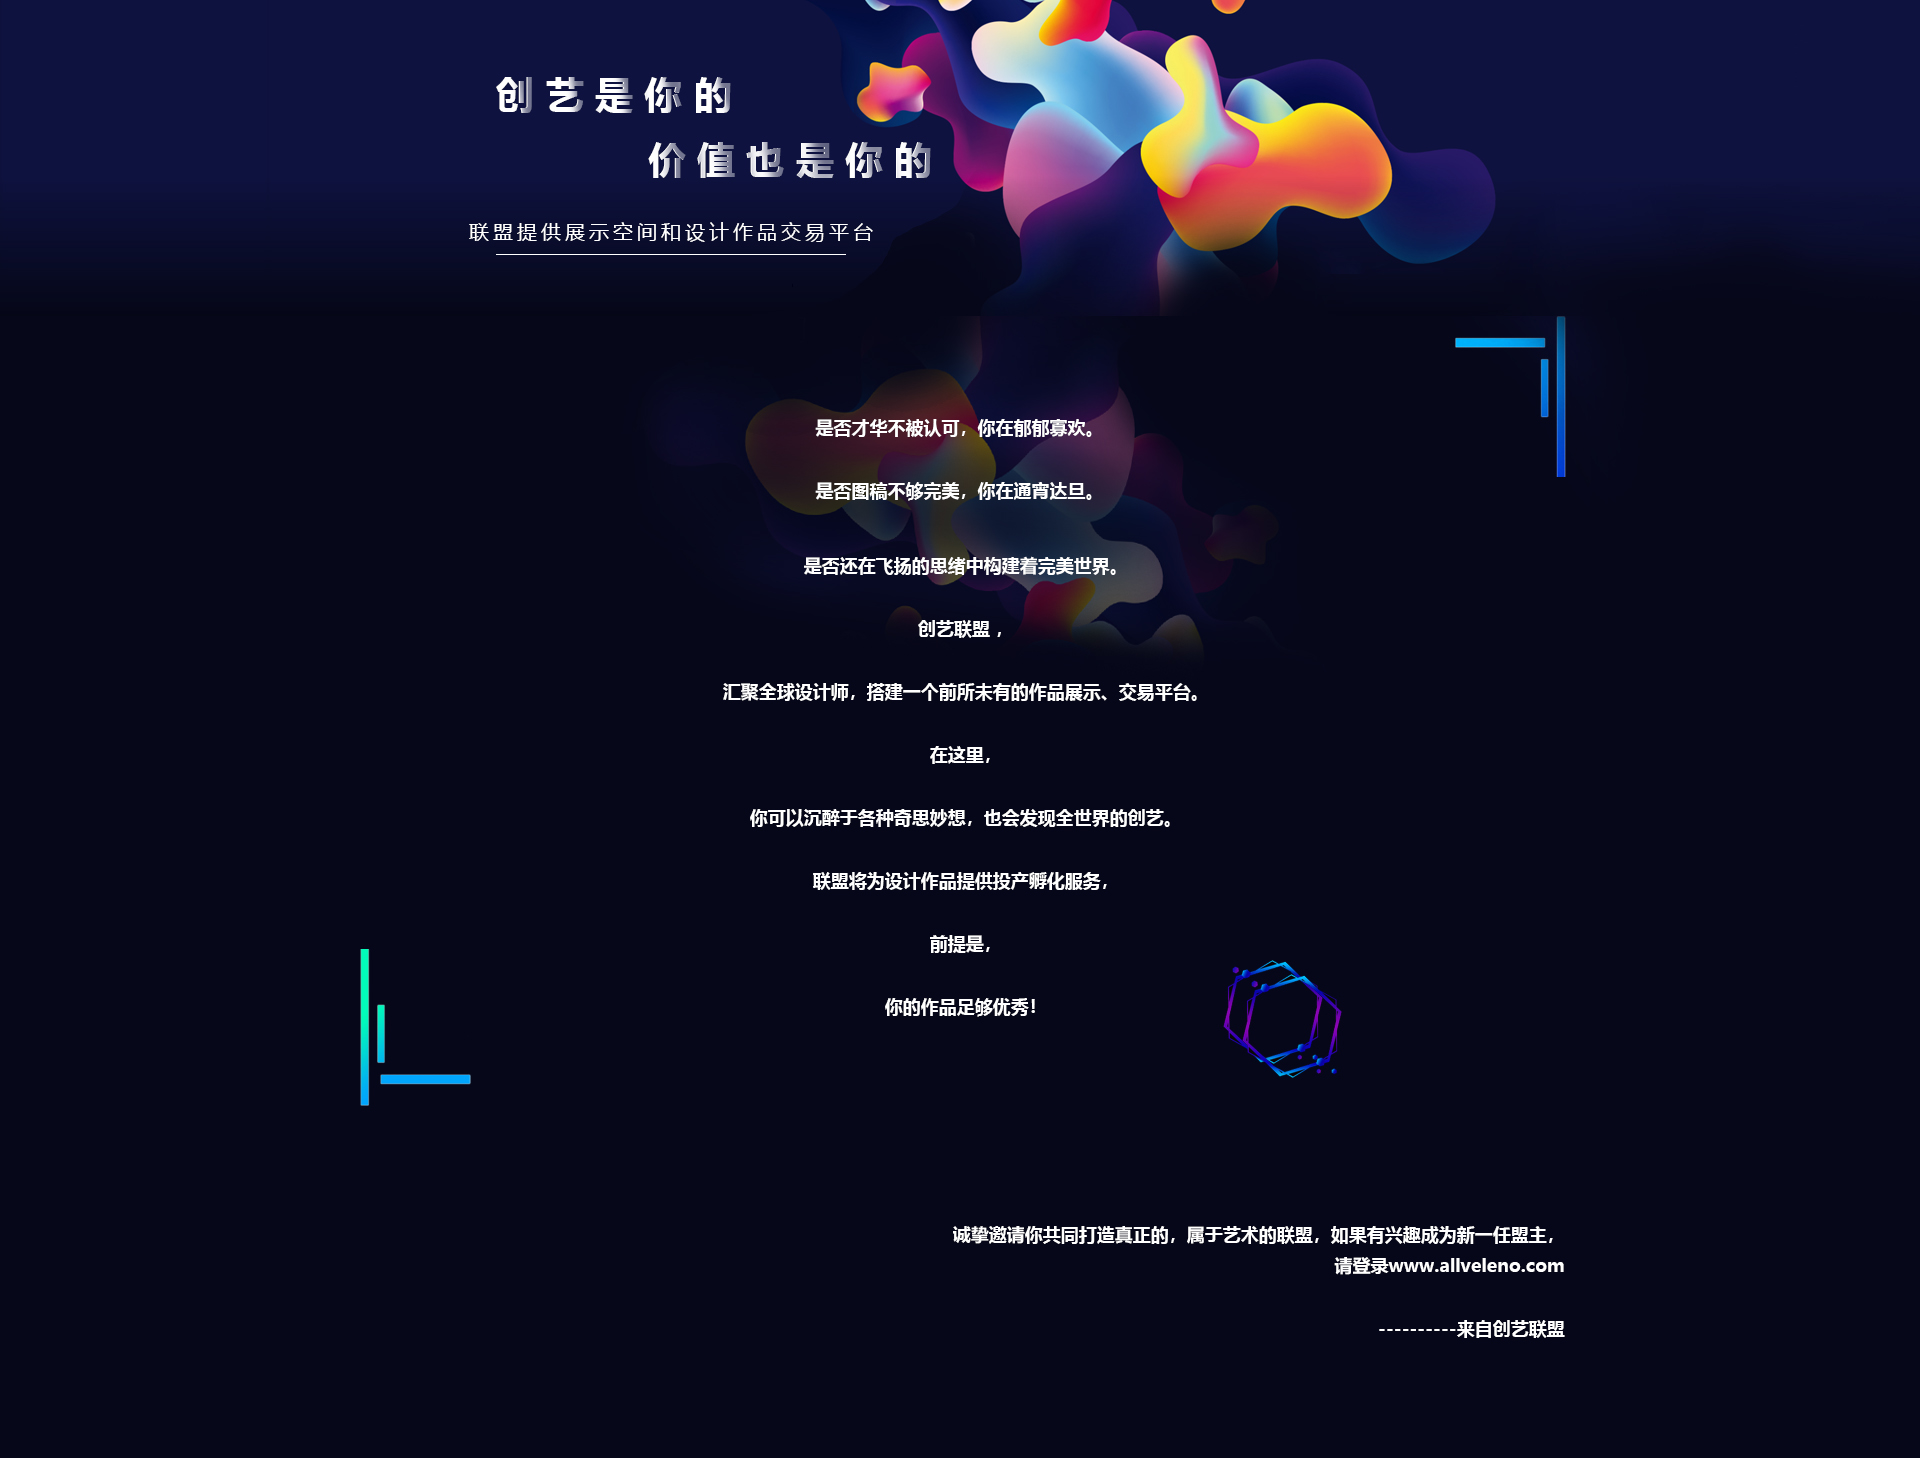 创艺是你的
价值也是你的
联盟提供展示空间和设计作品交易平台
是否才华不被认可，你在郁郁寡欢。
是否图稿不够完美，你在通宵达旦。
是否还在飞扬的思绪中构建着完美世界。
创艺联盟，
汇聚全球设计师，搭建一个前所未有的作品展示、交易平台。
在这里，
你可以沉醉于各种奇思妙想，也会发现全世界的创艺。
联盟将为设计作品提供投产孵化服务，
前提是，
你的作品足够优秀！
诚挚邀请你共同打造真正的，属于艺术的联盟，如果有兴趣成为新一任盟主，
请登录www.allveleno.com
----------来自创艺联盟